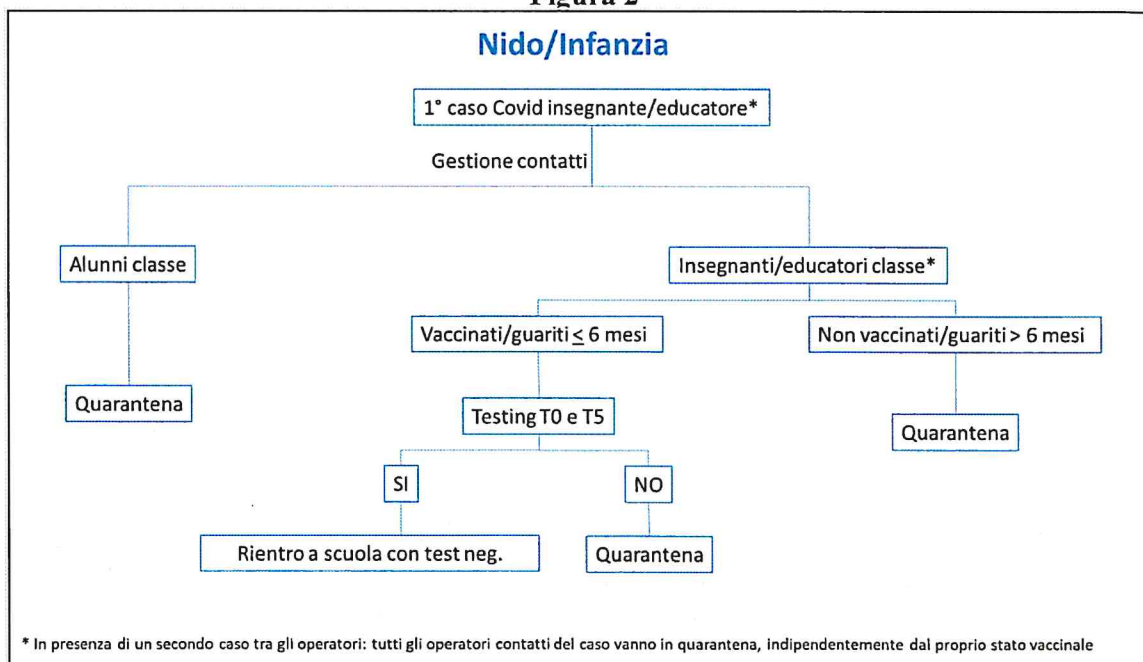 Figura 2
Nido/Infanzia
1° caso Covid insegnante/educatore*
Gestione contatti
Alunni classe
Insegnanti/educatori classe*
Vaccinati/guariti ≤ 6 mesi
Non vaccinati/guariti > 6 mesi
Quarantena
Testing T0 e T5
Quarantena
SI
NO
Rientro a scuola con test neg.
Quarantena
* In presenza di un secondo caso tra gli operatori: tutti gli operatori contatti del caso vanno in quarantena, indipendentemente dal proprio stato vaccinale